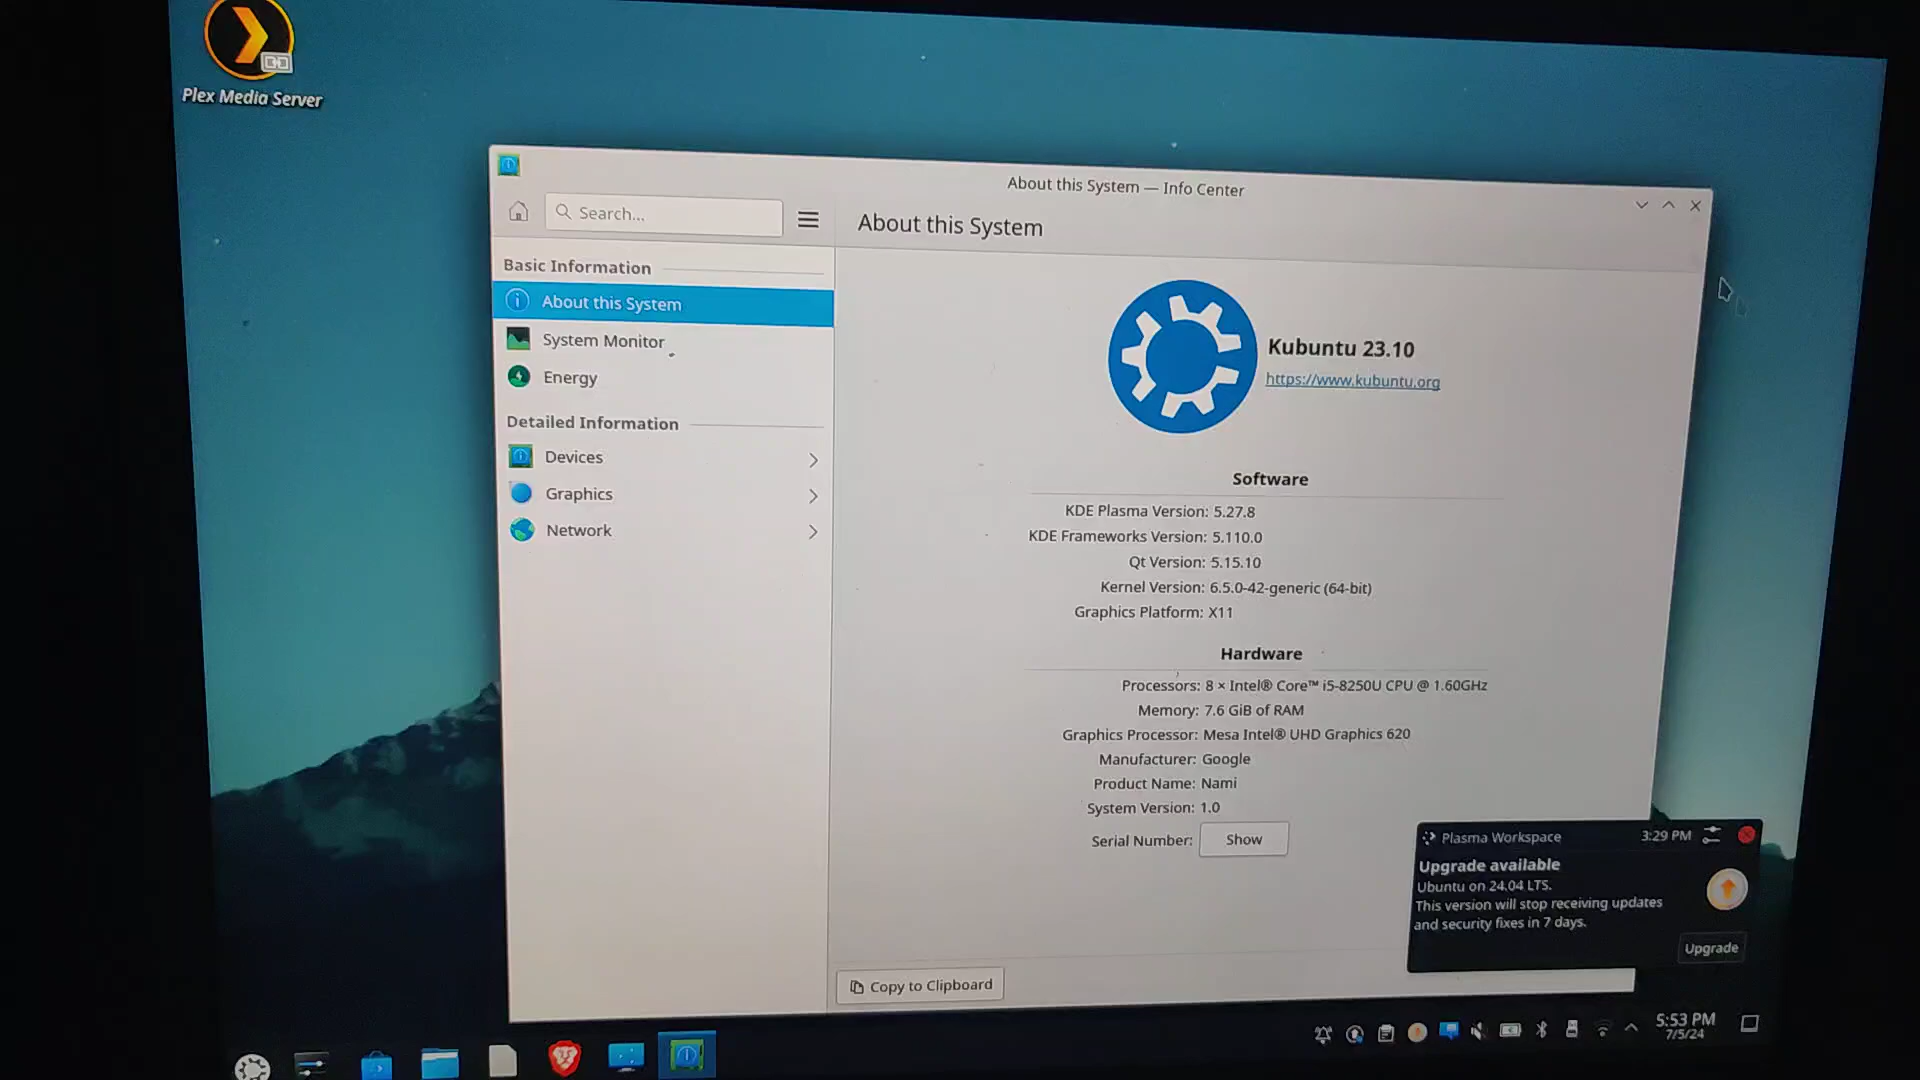 Plex Media Server
About this System — Info Center
Search...
About this System
Basic Information
About this System
System Monitor
Energy
Detailed Information
Devices
Graphics
Network
Kubuntu 23.10
https://www.kubuntu.org
Software
KDE Plasma Version: 5.27.8
KDE Frameworks Version: 5.110.0
Qt Version: 5.15.10
Kernel Version: 6.5.0-42-generic (64-bit)
Graphics Platform: X11
Hardware
Processors: 8 × Intel® Core™ i5-8250U CPU @ 1.60GHz
Memory: 7.6 GiB of RAM
Graphics Processor: Mesa Intel® UHD Graphics 620
Manufacturer: Google
Product Name: Nami
System Version: 1.0
Serial Number: Show
Copy to Clipboard
Plasma Workspace 3:29 PM
Upgrade available
Ubuntu on 24.04 LTS.
This version will stop receiving updates
and security fixes in 7 days.
Upgrade
5:53 PM
7/5/24